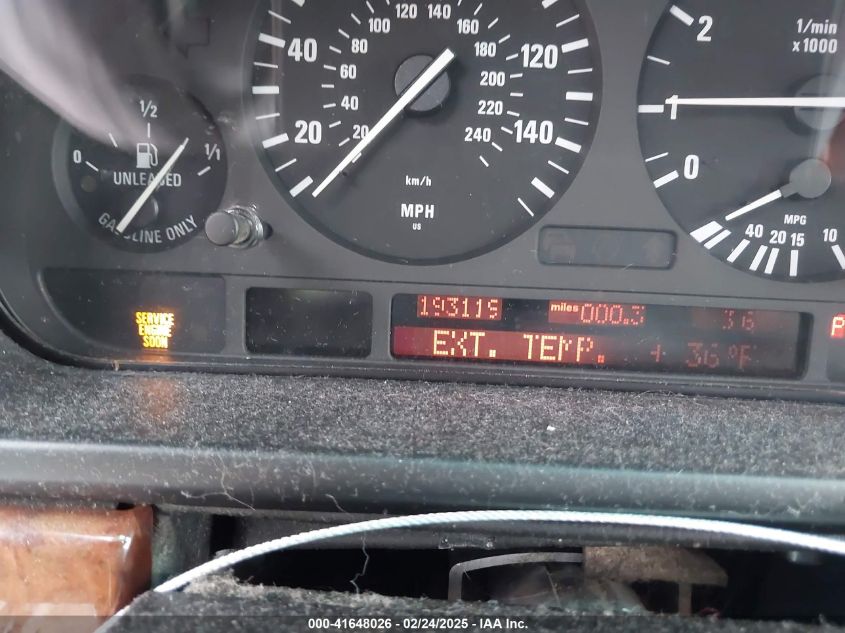 0 1/2 1/1
UNLEADED
GASOLINE ONLY
20 40 120 140
20 40 60 80 100 120 140 160 180 200 220 240
km/h
MPH
US
0 1 2
1/min
x1000
MPG
40 20 15 10
SERVICE
ENGINE
SOON
miles 000.3 36
EXT. TEMP. + 36°F
P
000-41648026 - 02/24/2025 - IAA, Inc.